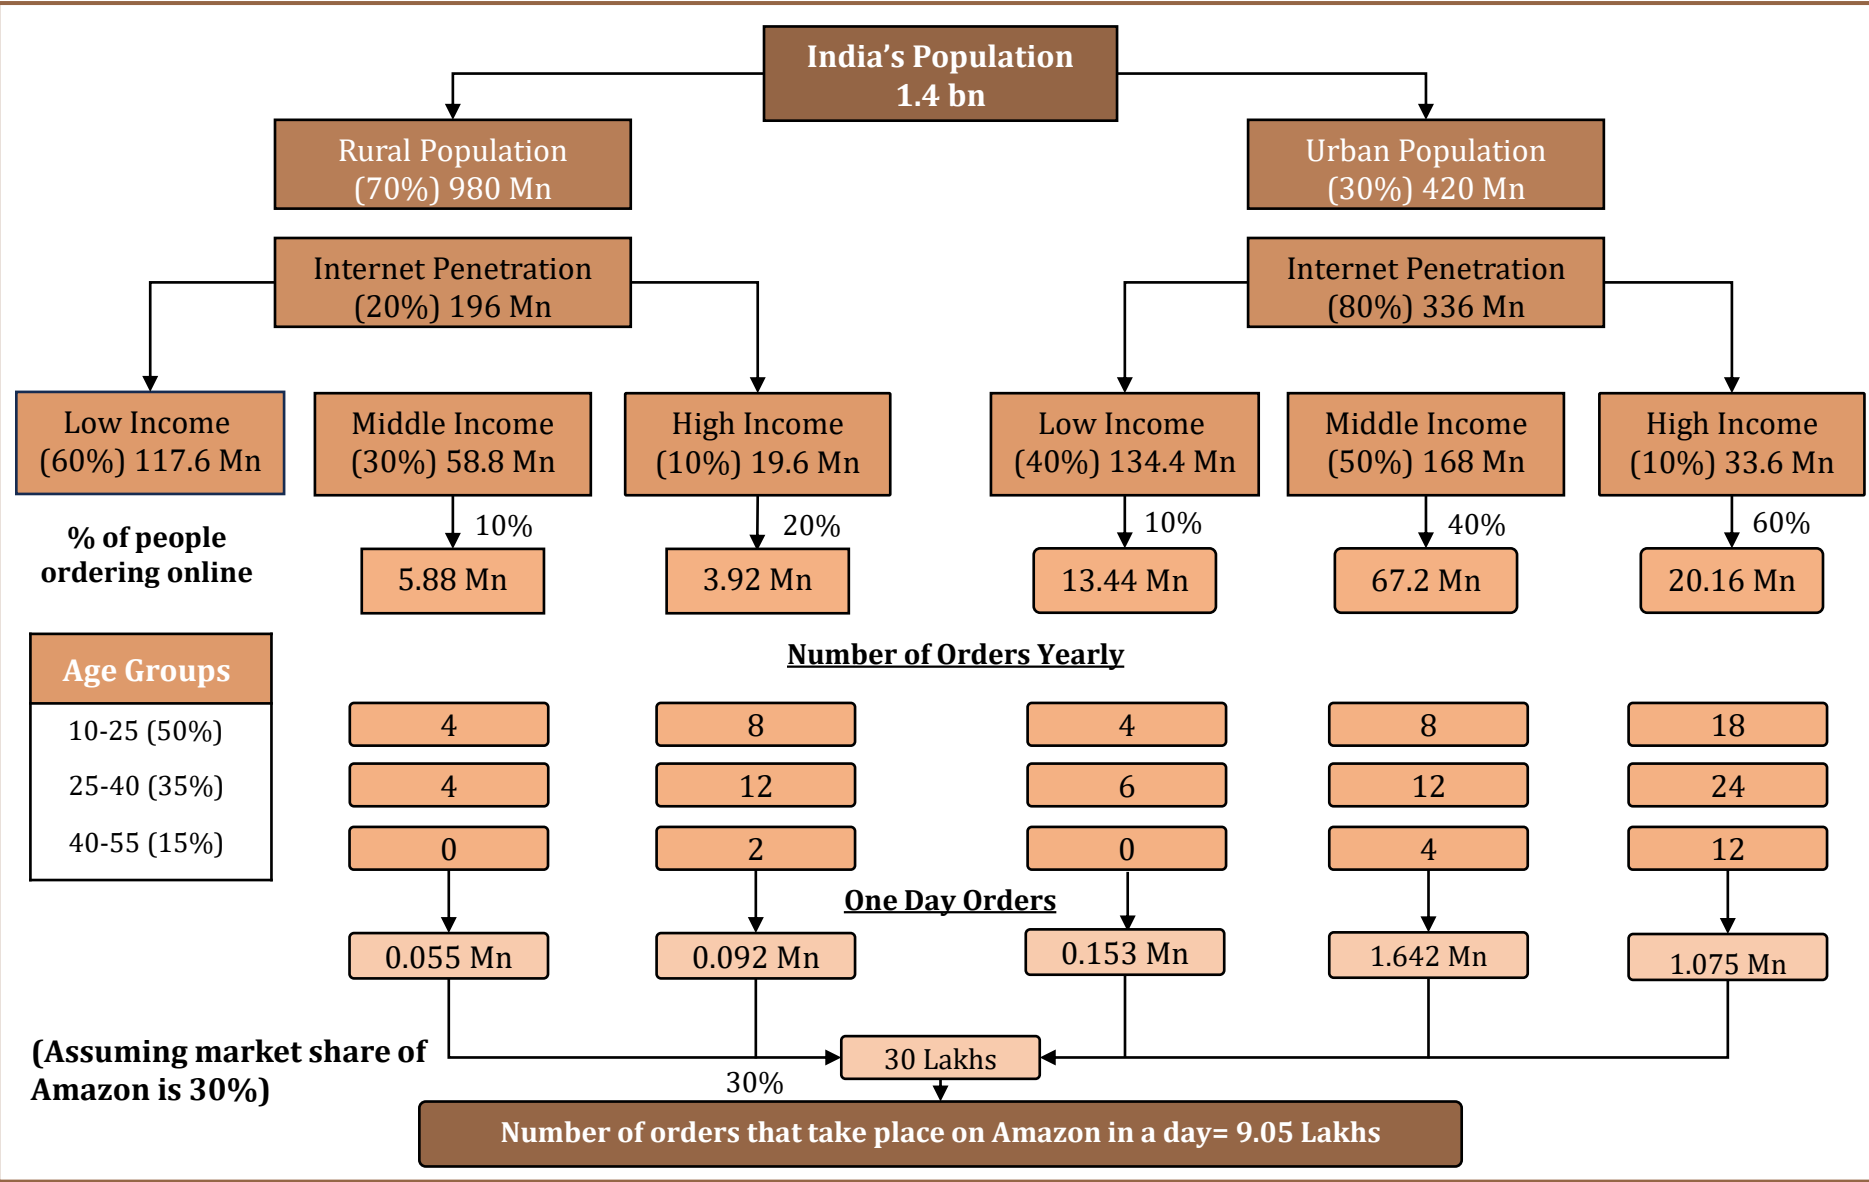 India’s Population
1.4 bn
Rural Population
(70%) 980 Mn
Urban Population
(30%) 420 Mn
Internet Penetration
(20%) 196 Mn
Internet Penetration
(80%) 336 Mn
Low Income
(60%) 117.6 Mn
Middle Income
(30%) 58.8 Mn
High Income
(10%) 19.6 Mn
Low Income
(40%) 134.4 Mn
Middle Income
(50%) 168 Mn
High Income
(10%) 33.6 Mn
% of people
ordering online
10%
20%
10%
40%
60%
5.88 Mn
3.92 Mn
13.44 Mn
67.2 Mn
20.16 Mn
Number of Orders Yearly
Age Groups
10-25 (50%)
4
8
4
8
18
25-40 (35%)
4
12
6
12
24
40-55 (15%)
0
2
0
4
12
One Day Orders
0.055 Mn
0.092 Mn
0.153 Mn
1.642 Mn
1.075 Mn
(Assuming market share of
Amazon is 30%)
30 Lakhs
30%
Number of orders that take place on Amazon in a day= 9.05 Lakhs